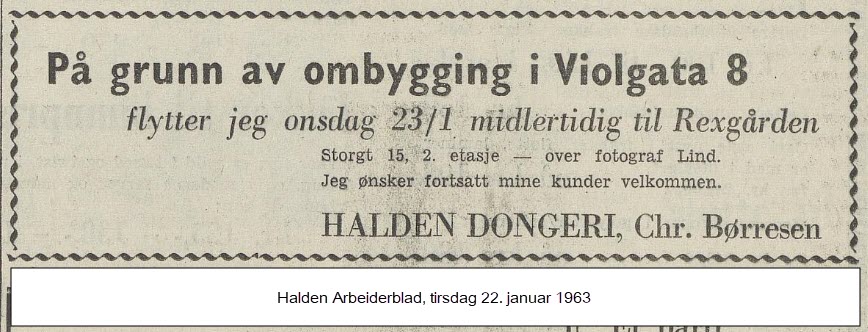 På grunn av ombygging i Violgata 8
flytter jeg onsdag 23/1 midlertidig til Rexgården
Storgt 15, 2. etasje — over fotograf Lind.
Jeg ønsker fortsatt mine kunder velkommen.
HALDEN DONGERI, Chr. Børresen
Halden Arbeiderblad, tirsdag 22. januar 1963